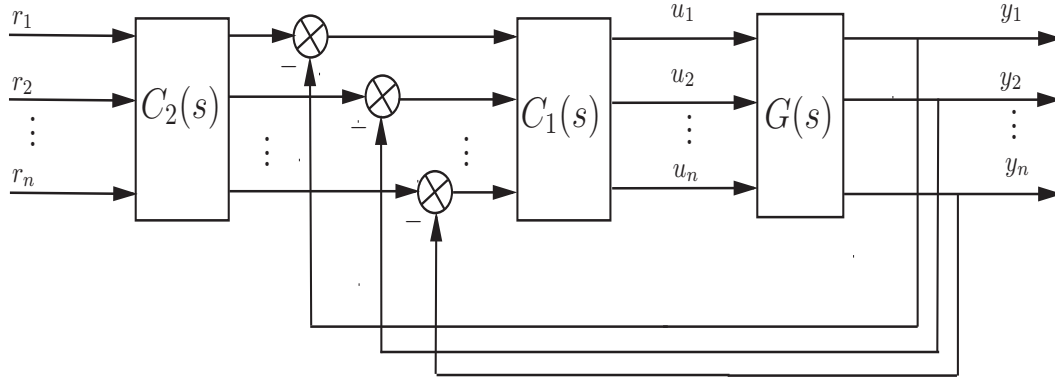 r₁
r₂
⋮
rₙ
C₂(s)
−
−
⋮
−
⋮
C₁(s)
u₁
u₂
⋮
uₙ
G(s)
y₁
y₂
⋮
yₙ